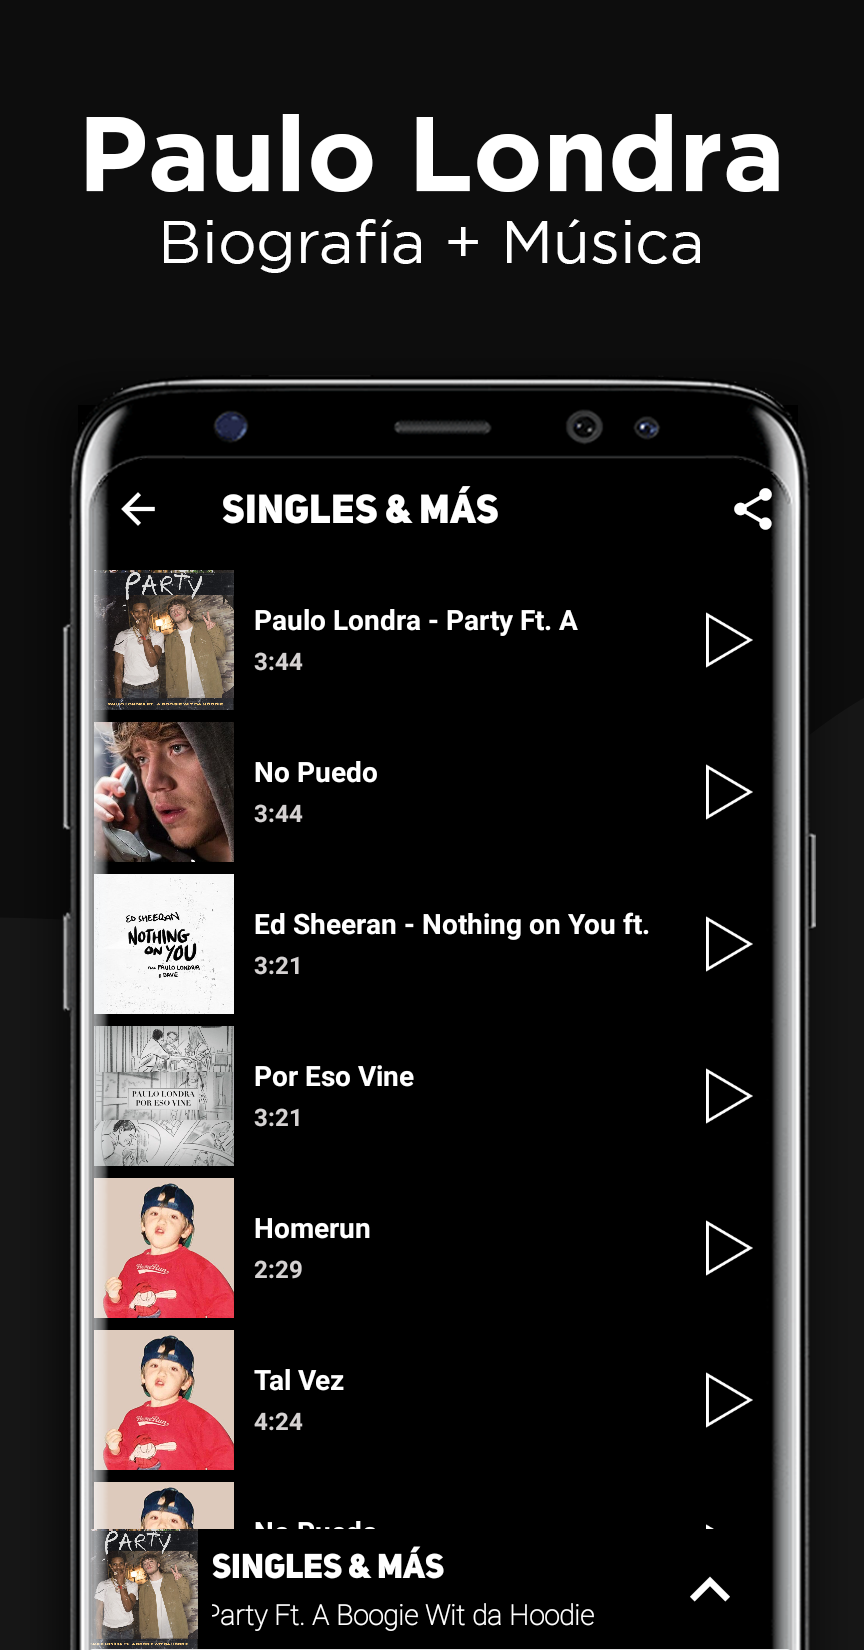 Paulo Londra
Biografía + Música
SINGLES & MÁS
PARTY
Paulo Londra - Party Ft. A
3:44
No Puedo
3:44
ED SHEERAN
NOTHING
ON YOU
FEAT. PAULO LONDRA
& DAVE
Ed Sheeran - Nothing on You ft.
3:21
PAULO LONDRA
POR ESO VINE
Por Eso Vine
3:21
Homerun
2:29
Tal Vez
4:24
No Puedo
PARTY
SINGLES & MÁS
Party Ft. A Boogie Wit da Hoodie